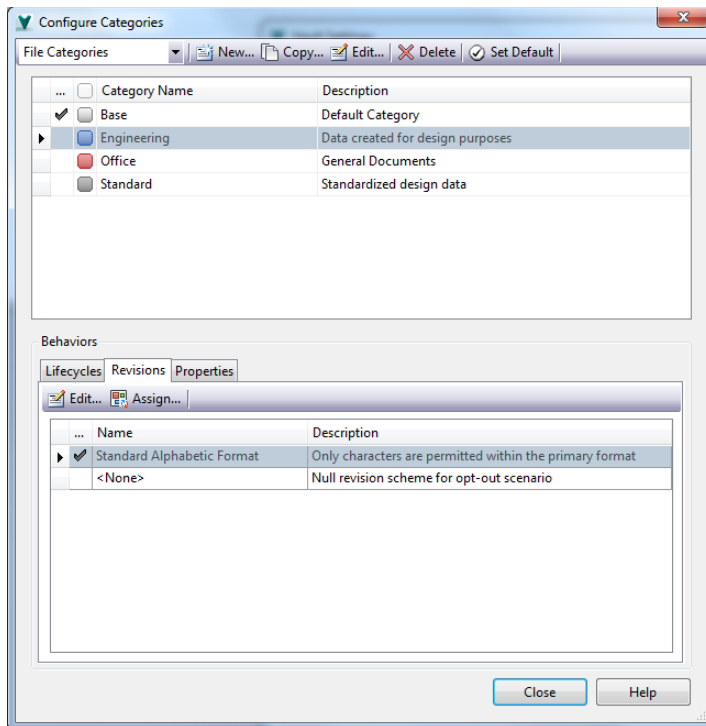 Configure Categories
File Categories New... Copy... Edit... Delete Set Default
... Category Name Description
Base Default Category
Engineering Data created for design purposes
Office General Documents
Standard Standardized design data
Behaviors
Lifecycles Revisions Properties
Edit... Assign...
... Name Description
Standard Alphabetic Format Only characters are permitted within the primary format
<None> Null revision scheme for opt-out scenario
Close Help